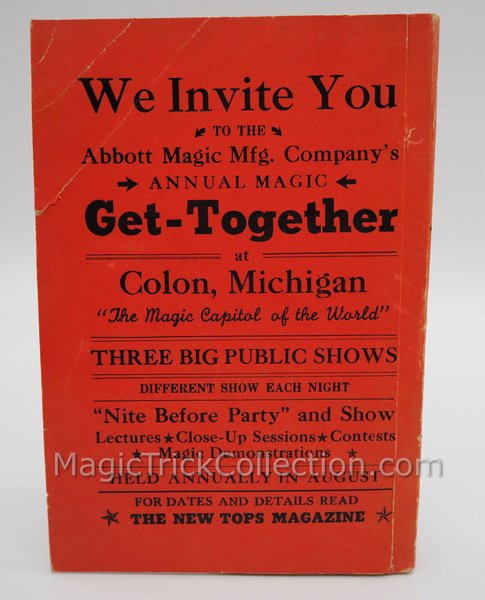 We Invite You
TO THE
Abbott Magic Mfg. Company's
ANNUAL MAGIC
Get-Together
at
Colon, Michigan
"The Magic Capitol of the World"
THREE BIG PUBLIC SHOWS
DIFFERENT SHOW EACH NIGHT
"Nite Before Party" and Show
Lectures★Close-Up Sessions★Contests
★ Magic Demonstrations ★
MagicTrickCollection.com
HELD ANNUALLY IN AUGUST
FOR DATES AND DETAILS READ
THE NEW TOPS MAGAZINE